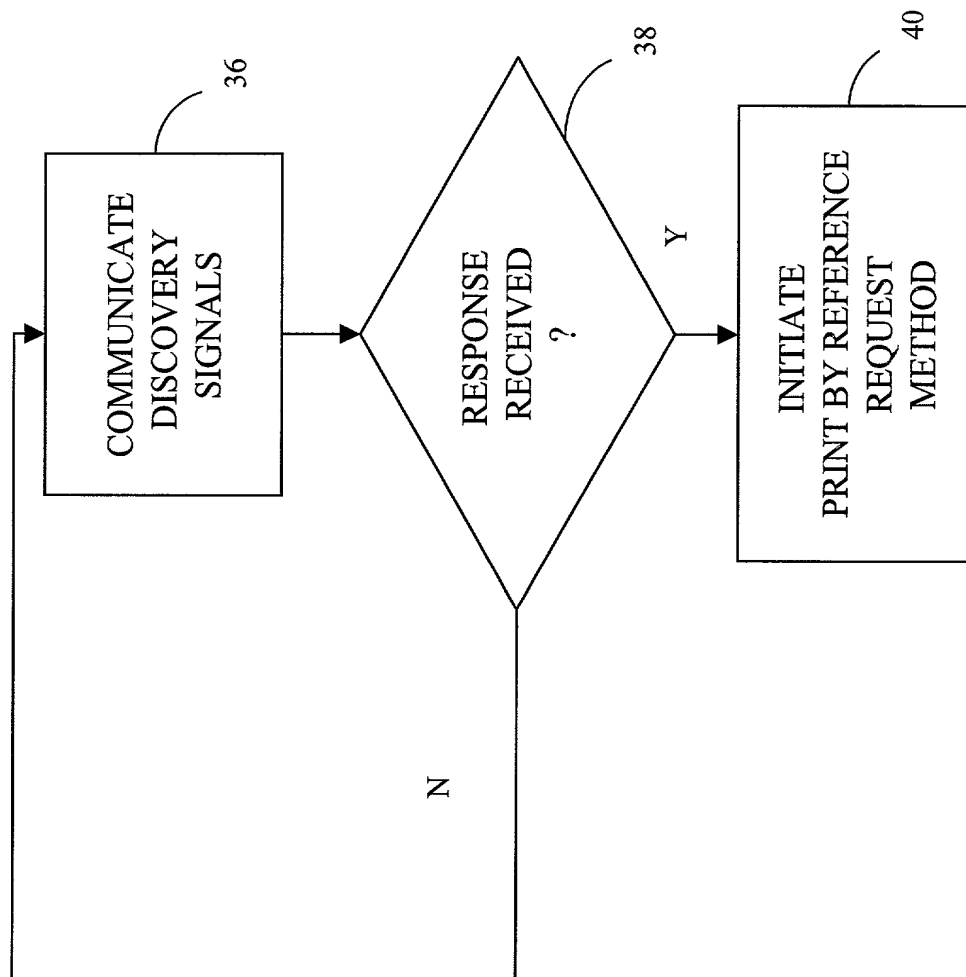 36
COMMUNICATE
DISCOVERY
SIGNALS
38
RESPONSE
RECEIVED
?
N
Y
40
INITIATE
PRINT BY REFERENCE
REQUEST
METHOD